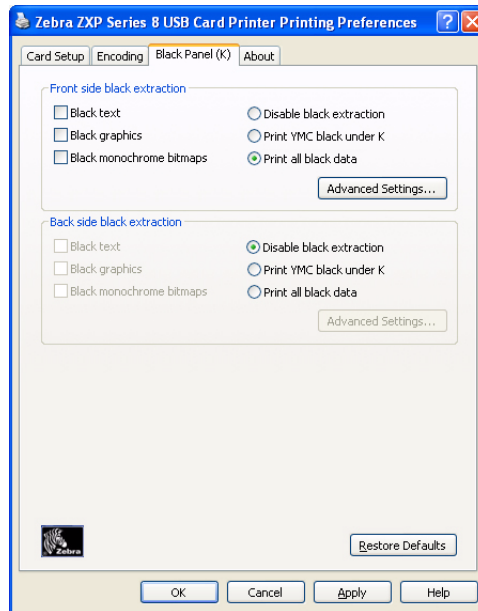 Zebra ZXP Series 8 USB Card Printer Printing Preferences
Card Setup Encoding Black Panel (K) About
Front side black extraction
Black text Disable black extraction
Black graphics Print YMC black under K
Black monochrome bitmaps Print all black data
Advanced Settings...
Back side black extraction
Black text Disable black extraction
Black graphics Print YMC black under K
Black monochrome bitmaps Print all black data
Advanced Settings...
Zebra
Restore Defaults
OK Cancel Apply Help